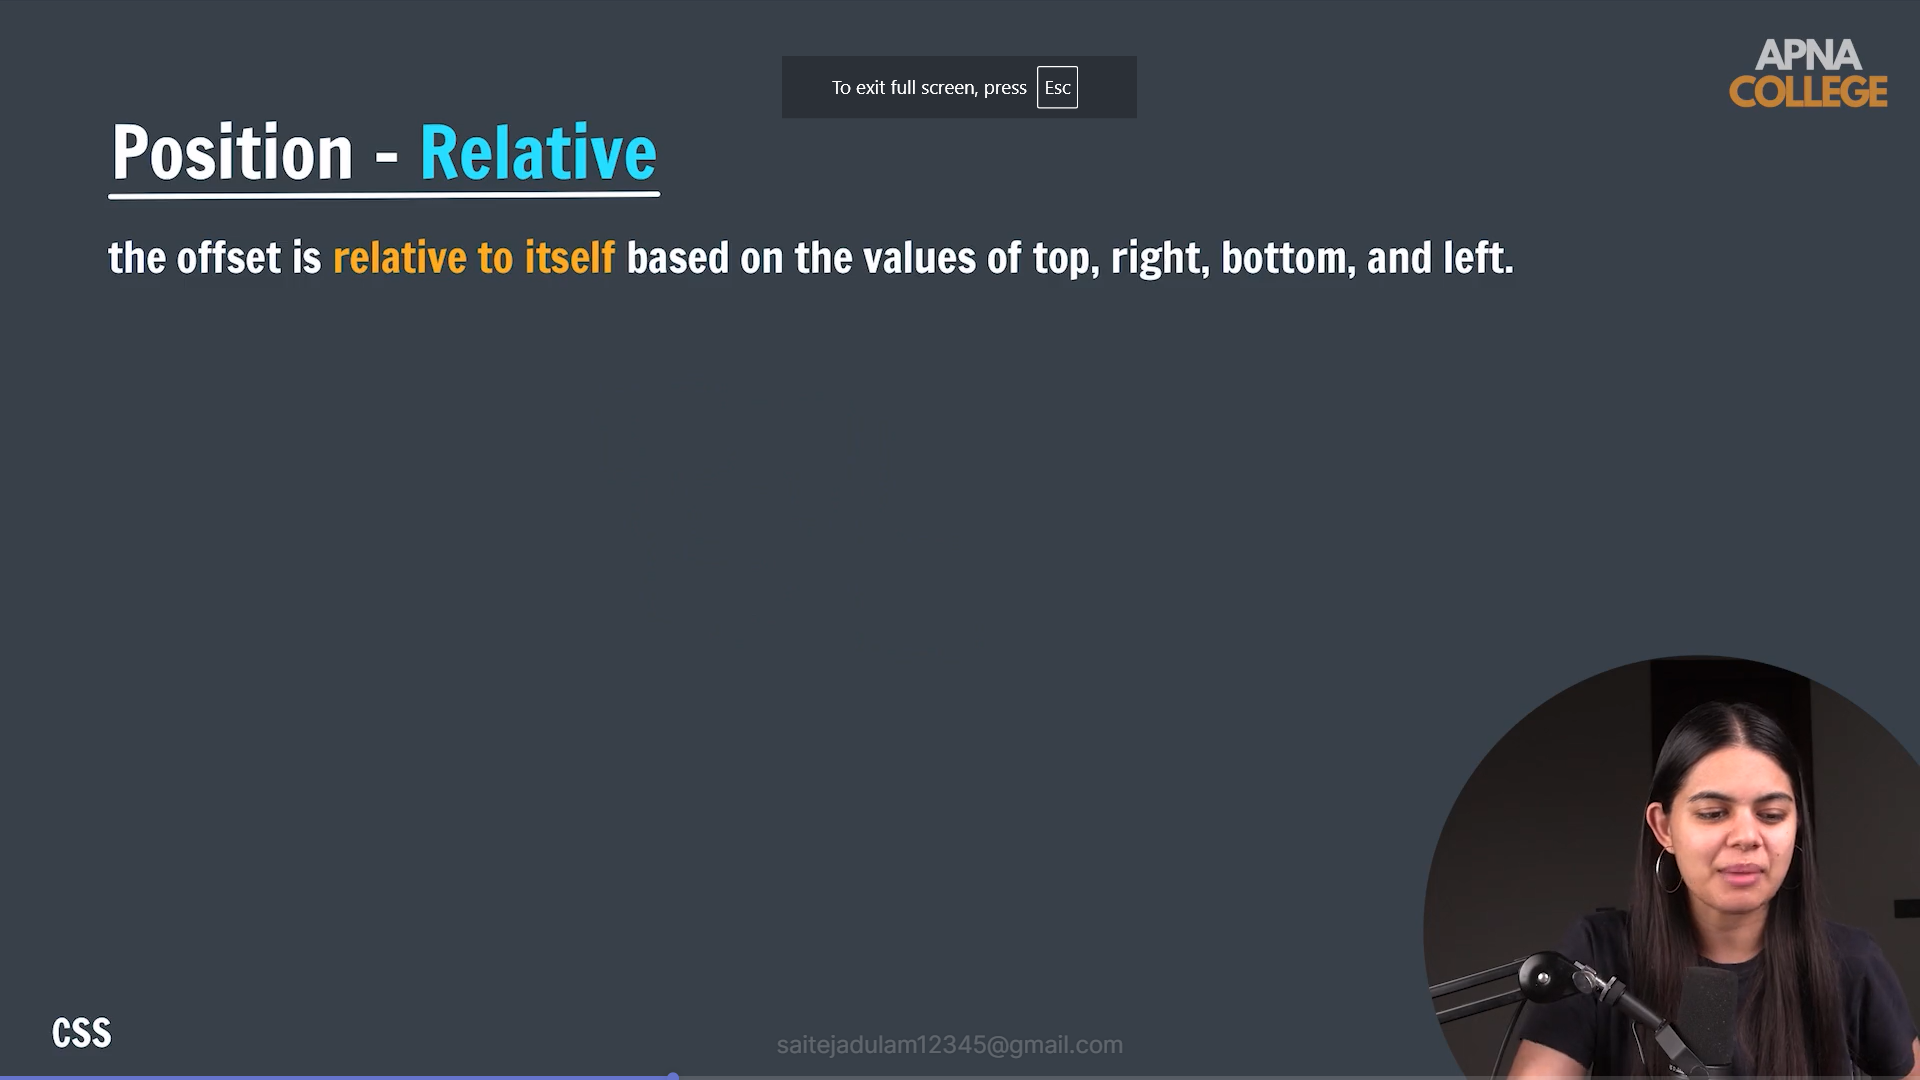 To exit full screen, press Esc
APNA
COLLEGE
Position - Relative
the offset is relative to itself based on the values of top, right, bottom, and left.
CSS
saitejadulam12345@gmail.com